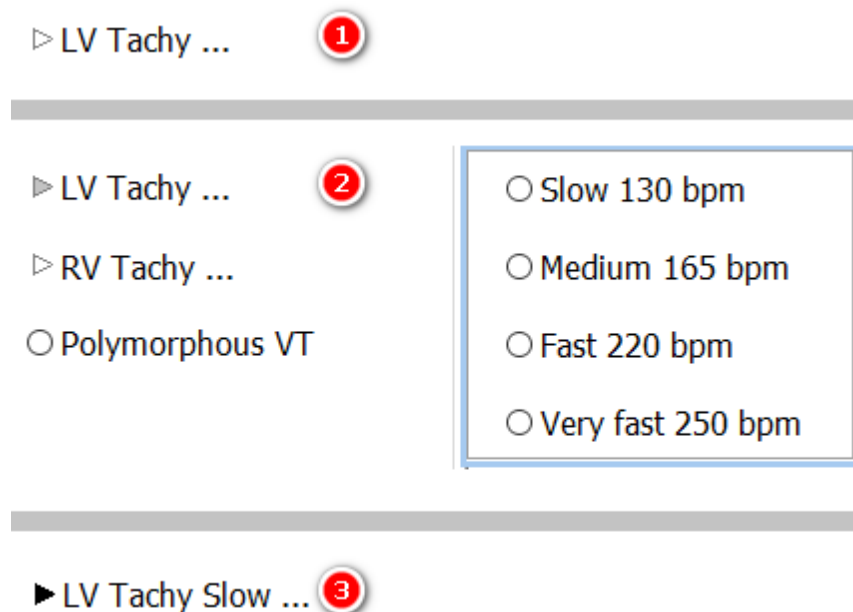 LV Tachy ... 1
LV Tachy ... 2
RV Tachy ...
Polymorphous VT
Slow 130 bpm
Medium 165 bpm
Fast 220 bpm
Very fast 250 bpm
LV Tachy Slow ... 3